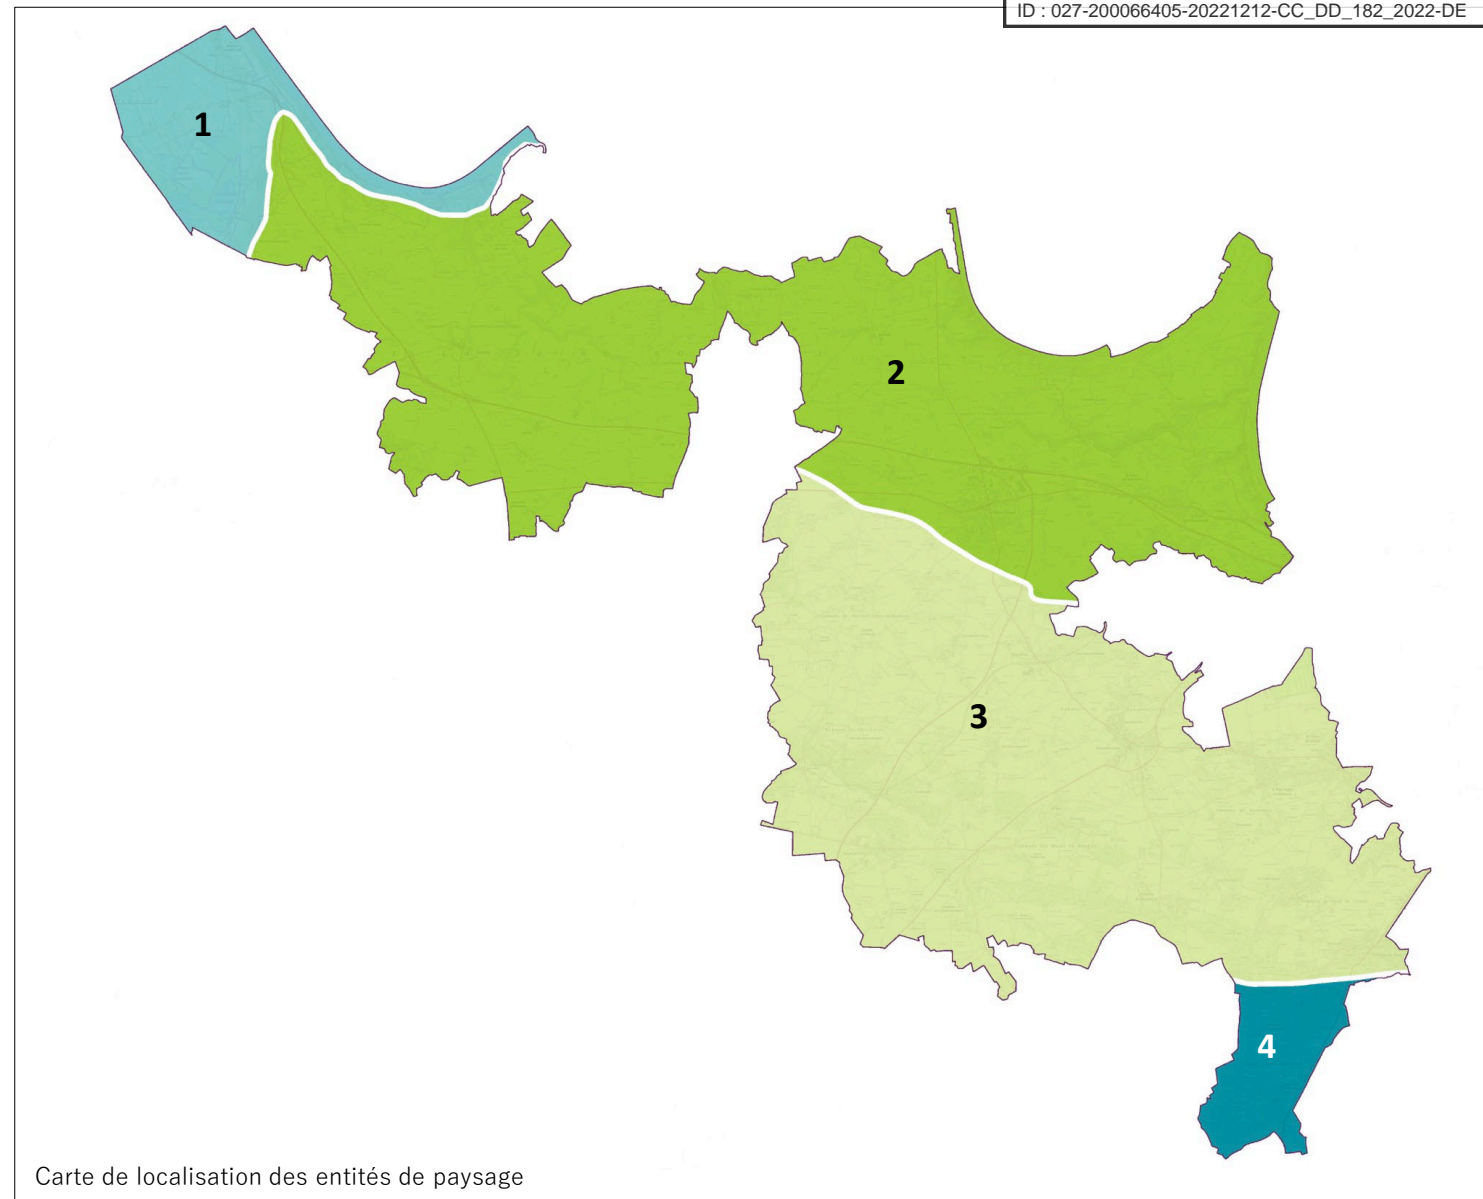 ID : 027-200066405-20221212-CC_DD_182_2022-DE
1
2
3
4
Carte de localisation des entités de paysage